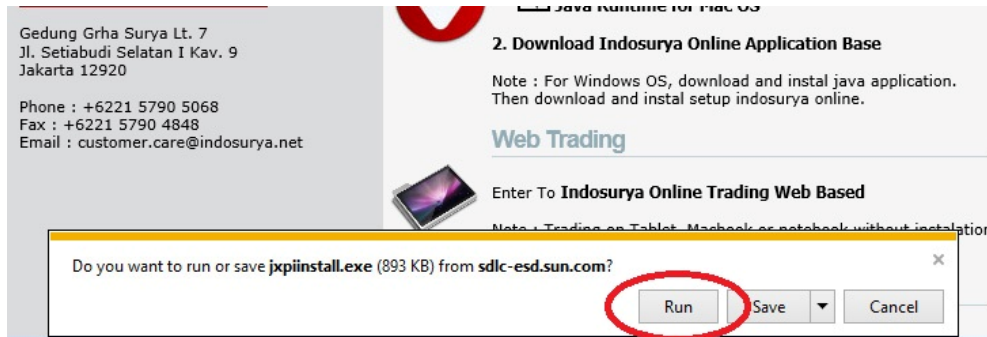 Java Runtime for Mac OS
Gedung Grha Surya Lt. 7
Jl. Setiabudi Selatan I Kav. 9
Jakarta 12920
Phone : +6221 5790 5068
Fax : +6221 5790 4848
Email : customer.care@indosurya.net
2. Download Indosurya Online Application Base
Note : For Windows OS, download and instal java application.
Then download and instal setup indosurya online.
Web Trading
Enter To Indosurya Online Trading Web Based
Note : Trading on Tablet, Macbook or notebook without instalation
Do you want to run or save jxpiinstall.exe (893 KB) from sdlc-esd.sun.com?
Run
Save
Cancel